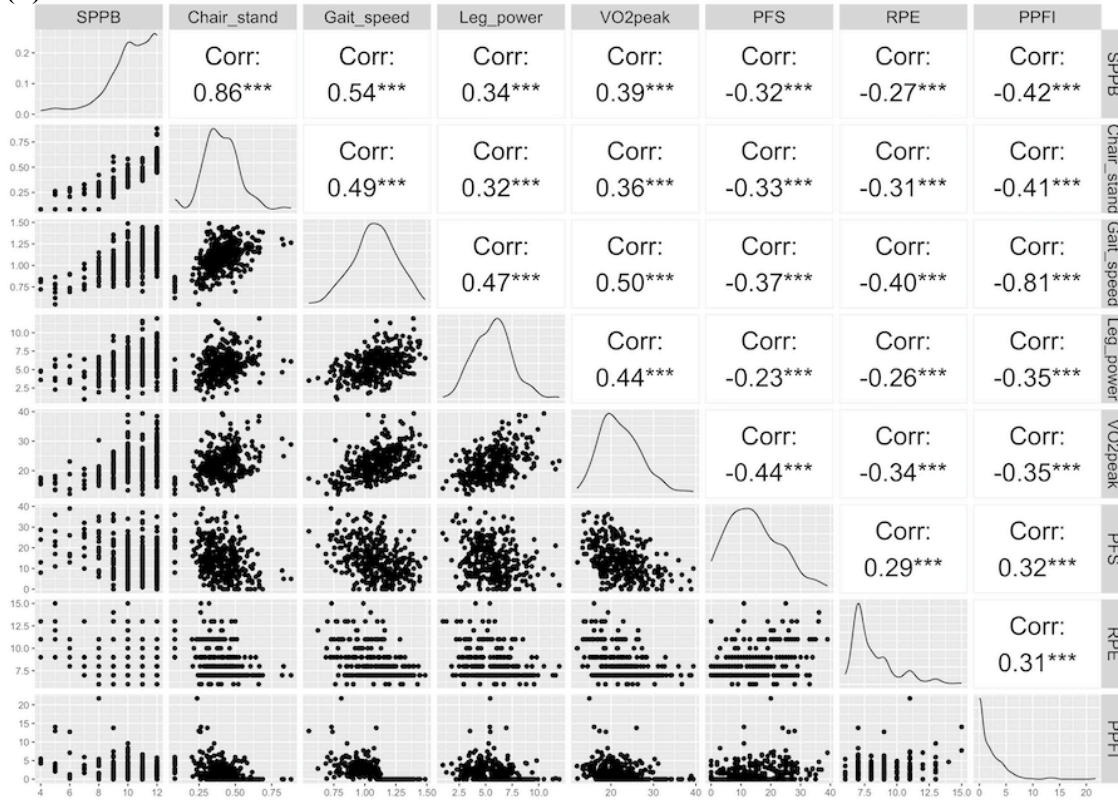 SPPB Chair_stand Gait_speed Leg_power VO2peak PFS RPE PPFI
0.2
0.1
0.0
Corr: Corr: Corr: Corr: Corr: Corr: Corr:
0.86*** 0.54*** 0.34*** 0.39*** -0.32*** -0.27*** -0.42***
SPPB
0.75
0.50
0.25
Corr: Corr: Corr: Corr: Corr: Corr:
0.49*** 0.32*** 0.36*** -0.33*** -0.31*** -0.41***
Chair_stand
1.50
1.25
1.00
0.75
Corr: Corr: Corr: Corr: Corr:
0.47*** 0.50*** -0.37*** -0.40*** -0.81***
Gait_speed
10.0
7.5
5.0
2.5
Corr: Corr: Corr: Corr:
0.44*** -0.23*** -0.26*** -0.35***
Leg_power
40
30
20
Corr: Corr: Corr:
-0.44*** -0.34*** -0.35***
VO2peak
40
30
20
10
0
Corr: Corr:
0.29*** 0.32***
PFS
15.0
12.5
10.0
7.5
Corr:
0.31***
RPE
20
15
10
5
0
PPFI
4 6 8 10 12 0.25 0.50 0.75 0.75 1.00 1.25 1.50 2.5 5.0 7.5 10.0 20 30 40 0 10 20 30 40 7.5 10.0 12.5 15.0 0 5 10 15 20